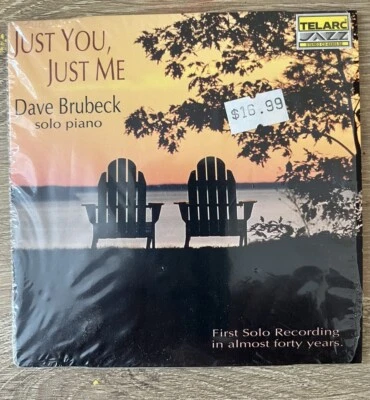 JUST YOU,
JUST ME
Dave Brubeck
solo piano
TELARC
JAZZ
$16.99
First Solo Recording
in almost forty years.